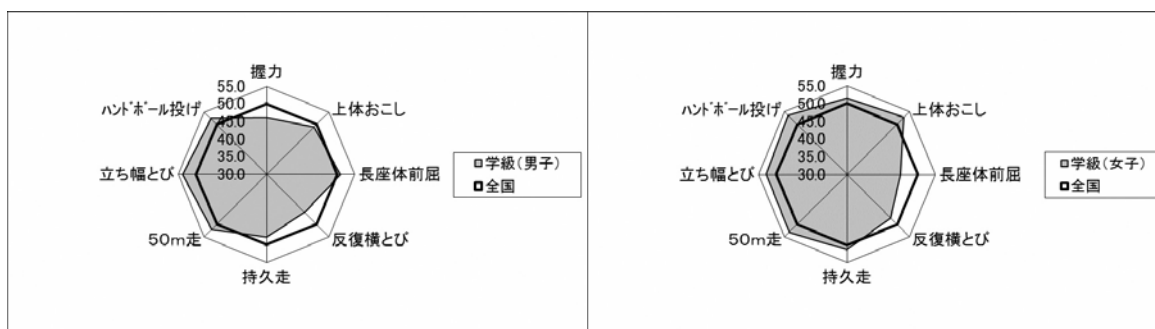 握力
上体おこし
長座体前屈
反復横とび
持久走
50m走
立ち幅とび
ハンドボール投げ
55.0
50.0
45.0
40.0
35.0
30.0
学級(男子)
全国
握力
上体おこし
長座体前屈
反復横とび
持久走
50m走
立ち幅とび
ハンドボール投げ
55.0
50.0
45.0
40.0
35.0
30.0
学級(女子)
全国